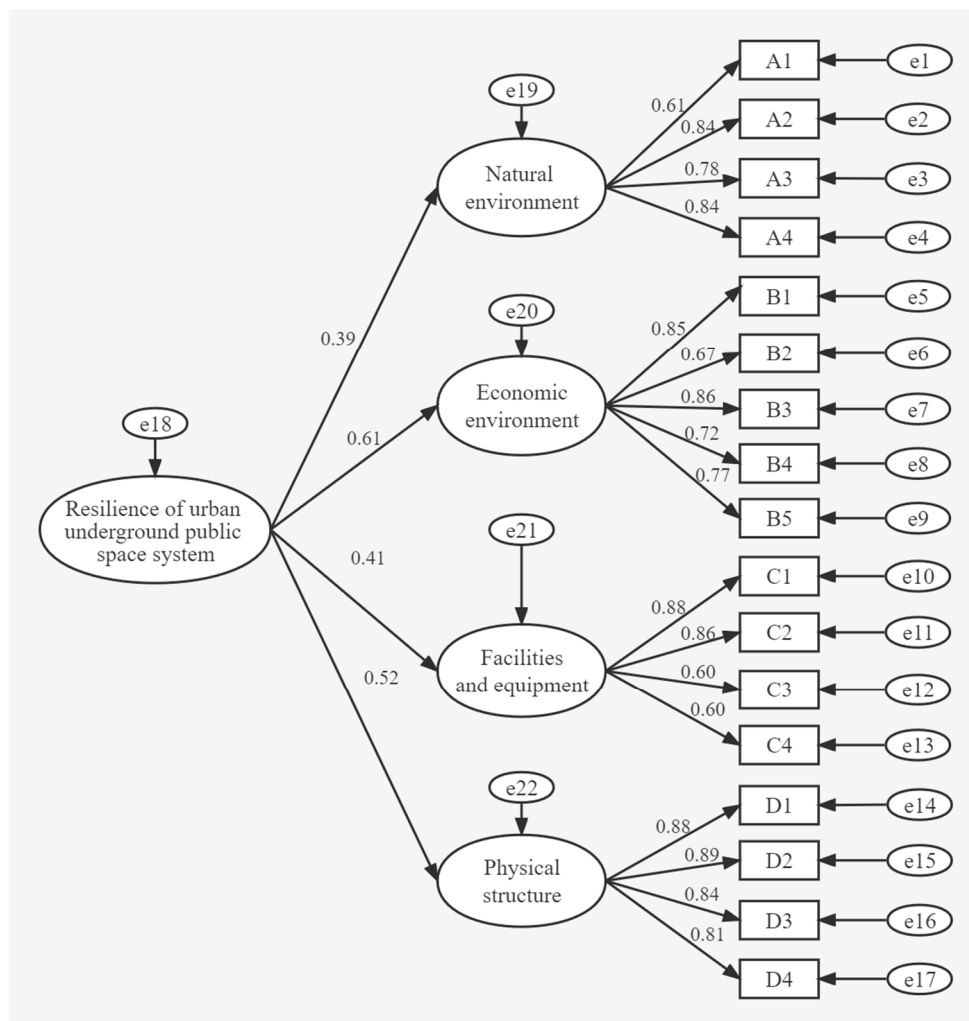 A1
e1
e19
0.61
A2
e2
0.84
Natural
environment
0.78
A3
e3
0.84
A4
e4
B1
e5
e20
0.85
0.39
B2
e6
0.67
Economic
environment
0.86
B3
e7
0.72
e18
0.61
B4
e8
0.77
Resilience of urban
underground public
space system
B5
e9
e21
0.41
C1
e10
0.88
C2
e11
0.86
Facilities
and equipment
0.60
0.52
C3
e12
0.60
C4
e13
e22
D1
e14
0.88
0.89
D2
e15
Physical
structure
0.84
D3
e16
0.81
D4
e17